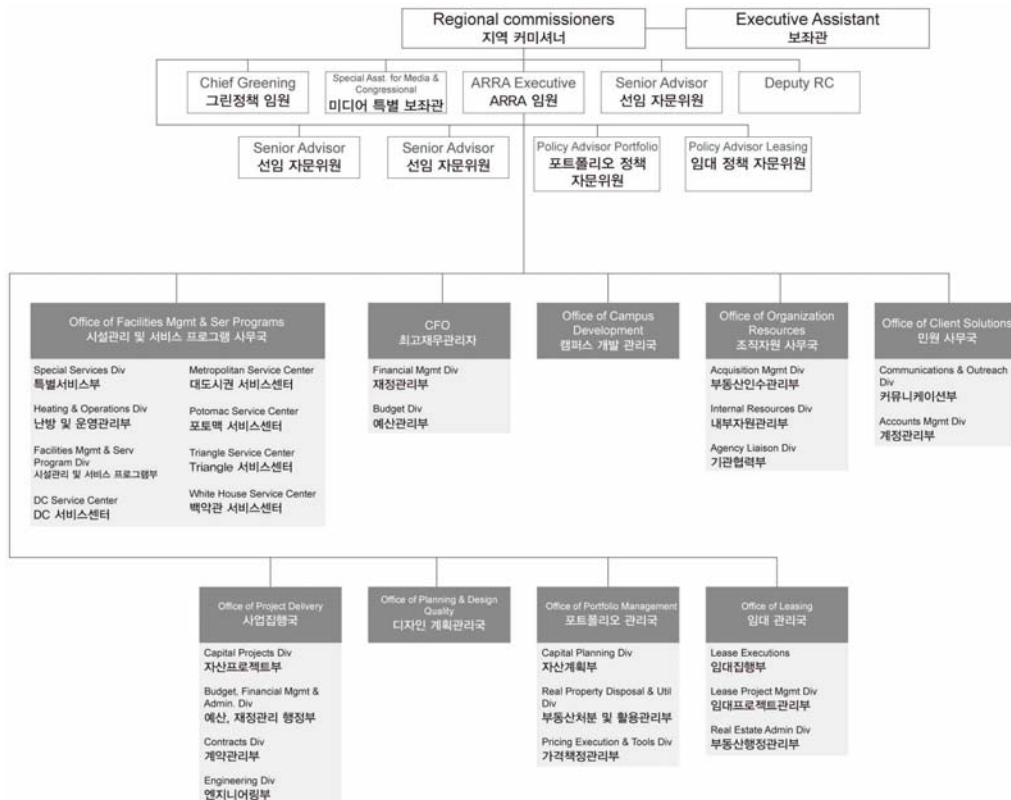 Regional commissioners
지역 커미셔너
Executive Assistant
보좌관
Chief Greening
그린정책 임원
Special Asst. for Media &
Congressional
미디어 특별 보좌관
ARRA Executive
ARRA 임원
Senior Advisor
선임 자문위원
Deputy RC
Senior Advisor
선임 자문위원
Senior Advisor
선임 자문위원
Policy Advisor Portfolio
포트폴리오 정책
자문위원
Policy Advisor Leasing
임대 정책 자문위원
Office of Facilities Mgmt & Ser Programs
시설관리 및 서비스 프로그램 사무국
Special Services Div
특별서비스부
Heating & Operations Div
난방 및 운영관리부
Facilities Mgmt & Serv
Program Div
시설관리 및 서비스 프로그램부
DC Service Center
DC 서비스센터
Metropolitan Service Center
대도시권 서비스센터
Potomac Service Center
포토맥 서비스센터
Triangle Service Center
Triangle 서비스센터
White House Service Center
백악관 서비스센터
CFO
최고재무관리자
Financial Mgmt Div
재정관리부
Budget Div
예산관리부
Office of Campus
Development
캠퍼스 개발 관리국
Office of Organization
Resources
조직자원 사무국
Acquisition Mgmt Div
부동산인수관리부
Internal Resources Div
내부자원관리부
Agency Liaison Div
기관협력부
Office of Client Solutions
민원 사무국
Communications & Outreach
Div
커뮤니케이션부
Accounts Mgmt Div
계정관리부
Office of Project Delivery
사업집행국
Capital Projects Div
자산프로젝트부
Budget, Financial Mgmt &
Admin. Div
예산, 재정관리 행정부
Contracts Div
계약관리부
Engineering Div
엔지니어링부
Office of Planning & Design
Quality
디자인 계획관리국
Office of Portfolio Management
포트폴리오 관리국
Capital Planning Div
자산계획부
Real Property Disposal & Util
Div
부동산처분 및 활용관리부
Pricing Execution & Tools Div
가격책정관리부
Office of Leasing
임대 관리국
Lease Executions
임대집행부
Lease Project Mgmt Div
임대프로젝트관리부
Real Estate Admin Div
부동산행정관리부